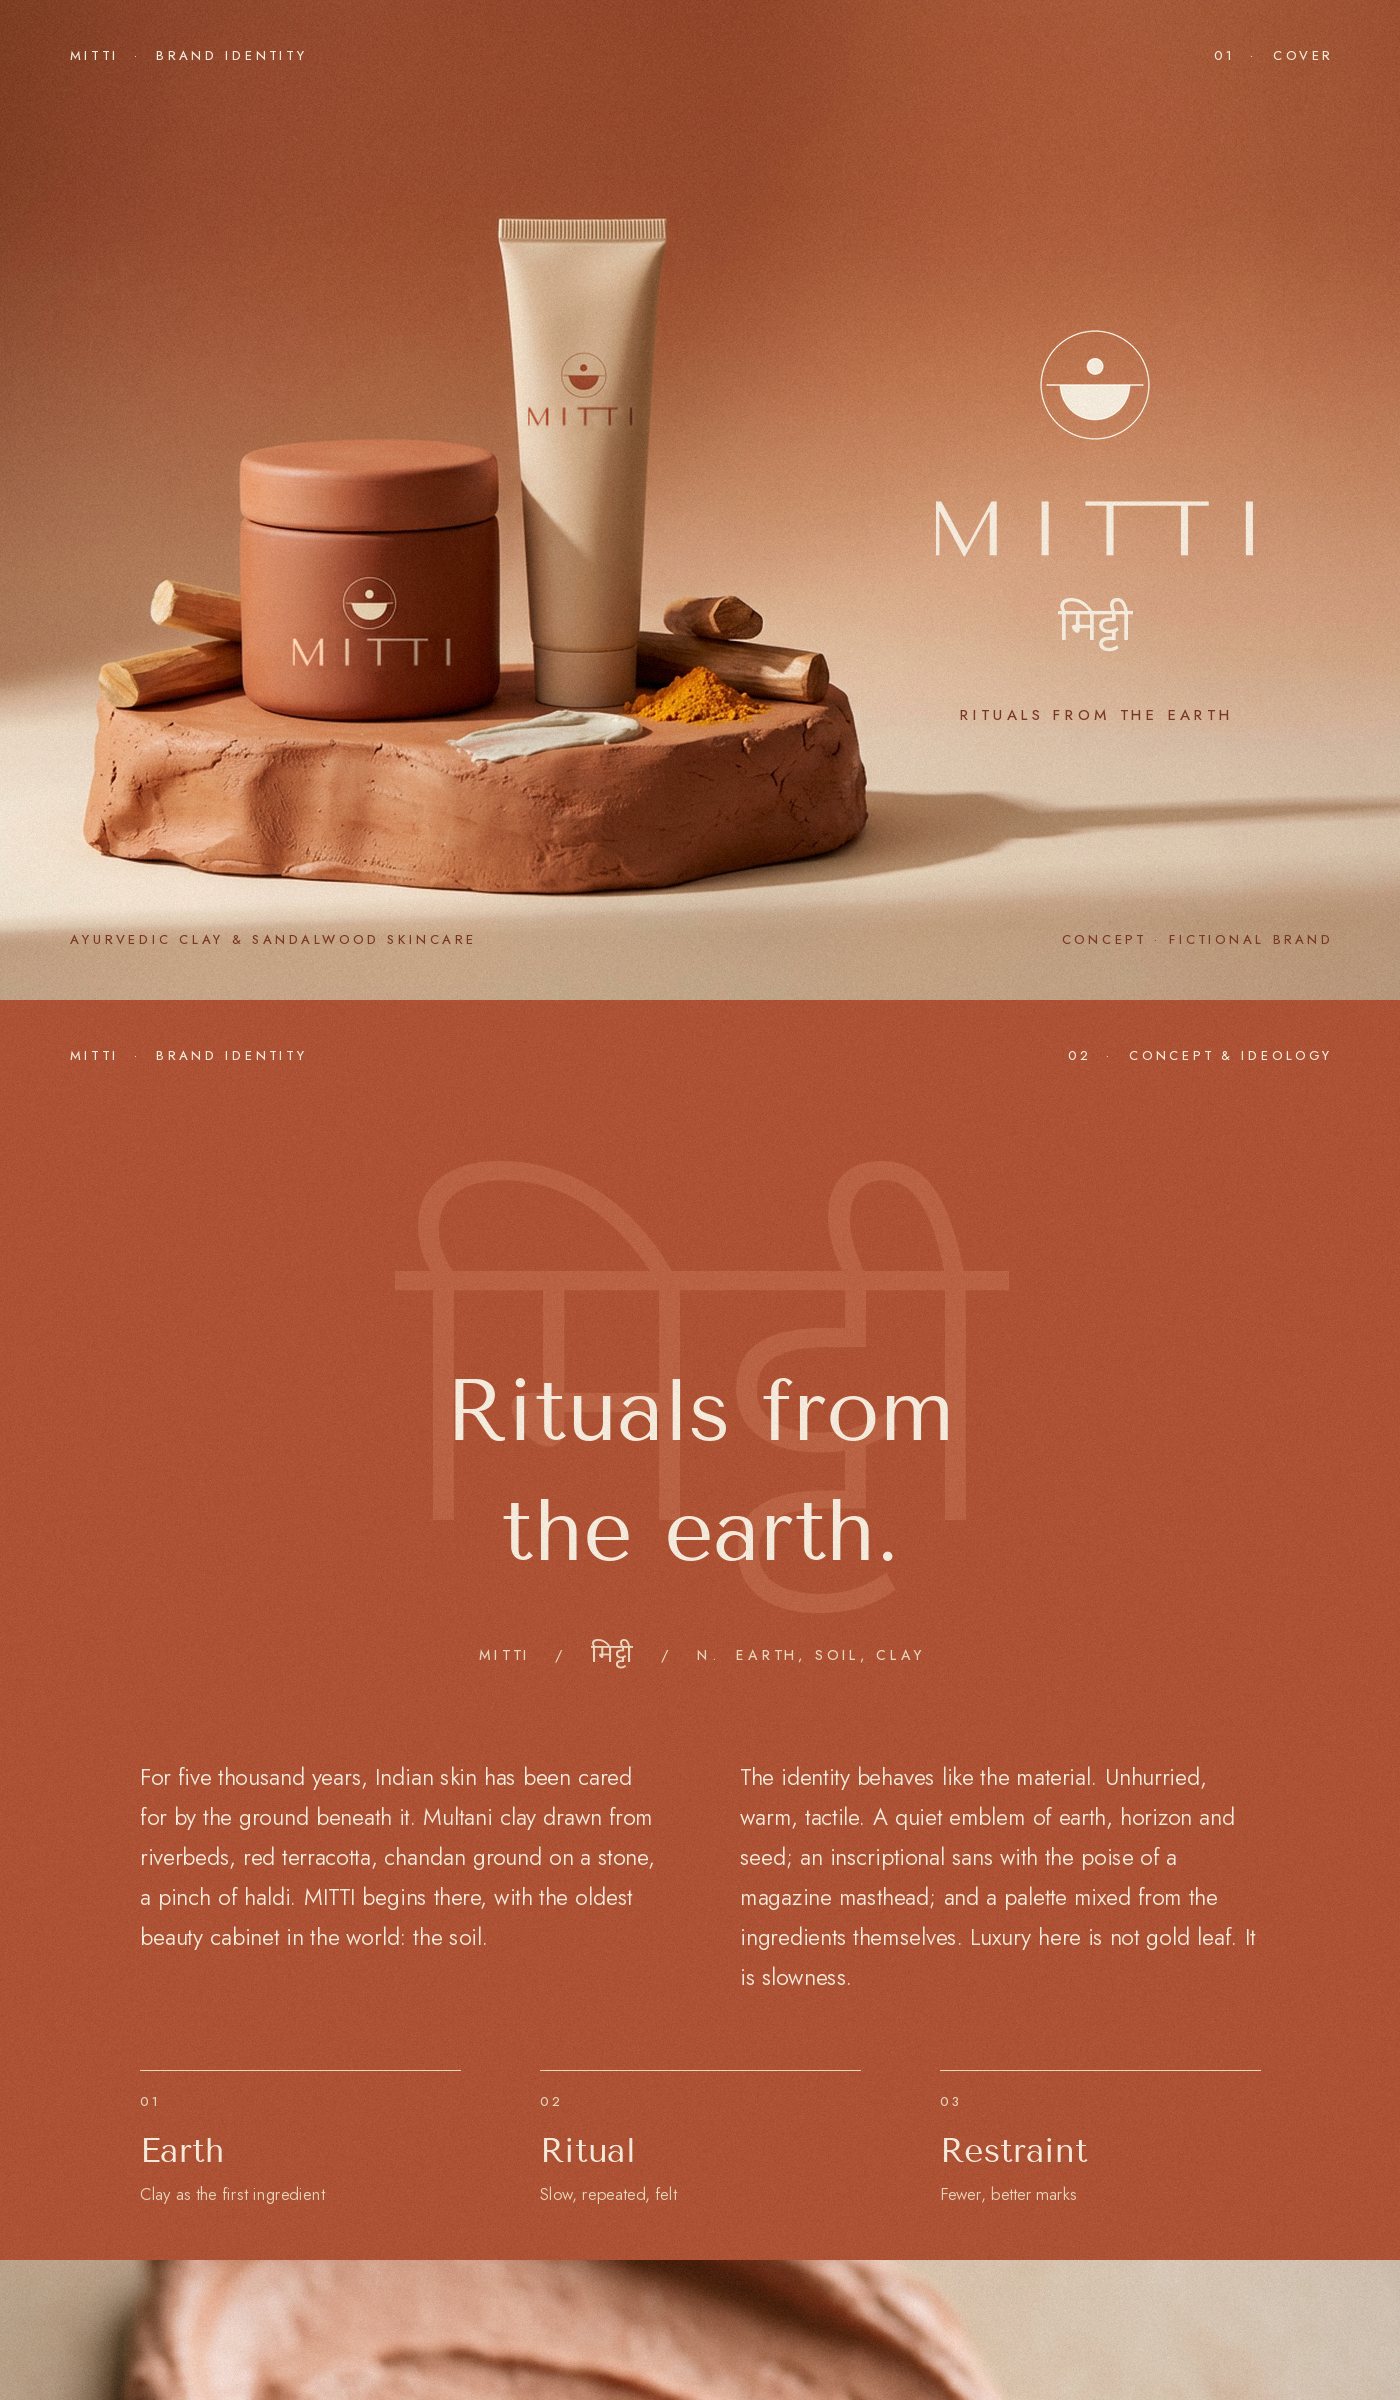 MITTI · BRAND IDENTITY
01 · COVER
MITTI
MITTI
MITTI
मिट्टी
RITUALS FROM THE EARTH
AYURVEDIC CLAY & SANDALWOOD SKINCARE
CONCEPT · FICTIONAL BRAND
MITTI · BRAND IDENTITY
02 · CONCEPT & IDEOLOGY
मिट्टी
Rituals from
the earth.
MITTI / मिट्टी / N. EARTH, SOIL, CLAY
For five thousand years, Indian skin has been cared
for by the ground beneath it. Multani clay drawn from
riverbeds, red terracotta, chandan ground on a stone,
a pinch of haldi. MITTI begins there, with the oldest
beauty cabinet in the world: the soil.
The identity behaves like the material. Unhurried,
warm, tactile. A quiet emblem of earth, horizon and
seed; an inscriptional sans with the poise of a
magazine masthead; and a palette mixed from the
ingredients themselves. Luxury here is not gold leaf. It
is slowness.
01
Earth
Clay as the first ingredient
02
Ritual
Slow, repeated, felt
03
Restraint
Fewer, better marks